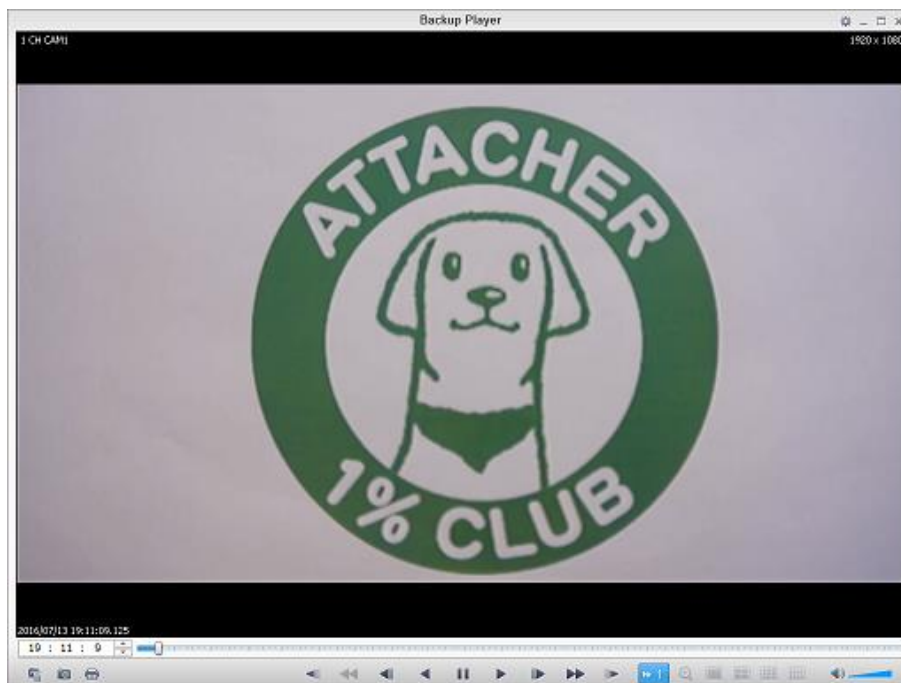 Backup Player
1 CH CAM1
1920 x 1080
ATTACHER
1% CLUB
2016/07/13 19:11:09.125
19 : 11 : 9